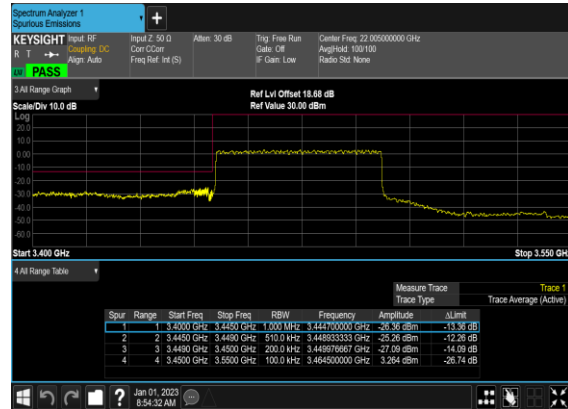 Spectrum Analyzer 1
Spurious Emissions
+
KEYSIGHT Input: RF Input Z: 50 Ω Atten: 30 dB Trig: Free Run Center Freq: 22.005000000 GHz
R T Coupling: DC Corr CCorr Gate: Off Avg|Hold: 100/100
Align: Auto Freq Ref: Int (S) IF Gain: Low Radio Std: None
LW PASS
3 All Range Graph
Ref Lvl Offset 18.68 dB
Scale/Div 10.0 dB Ref Value 30.00 dBm
Log
20.0
10.0
0.00
-10.0
-20.0
-30.0
-40.0
-50.0
-60.0
Start 3.400 GHz Stop 3.550 GHz
4 All Range Table
Measure Trace Trace 1
Trace Type Trace Average (Active)
Spur Range Start Freq Stop Freq RBW Frequency Amplitude ΔLimit
1 1 3.4000 GHz 3.4450 GHz 1.000 MHz 3.444700000 GHz -26.36 dBm -13.36 dB
2 2 3.4450 GHz 3.4490 GHz 510.0 kHz 3.448933333 GHz -25.26 dBm -12.26 dB
3 3 3.4490 GHz 3.4500 GHz 200.0 kHz 3.449976667 GHz -27.09 dBm -14.09 dB
4 4 3.4500 GHz 3.5500 GHz 100.0 kHz 3.464500000 GHz 3.264 dBm -26.74 dB
? Jan 01, 2023
8:54:32 AM